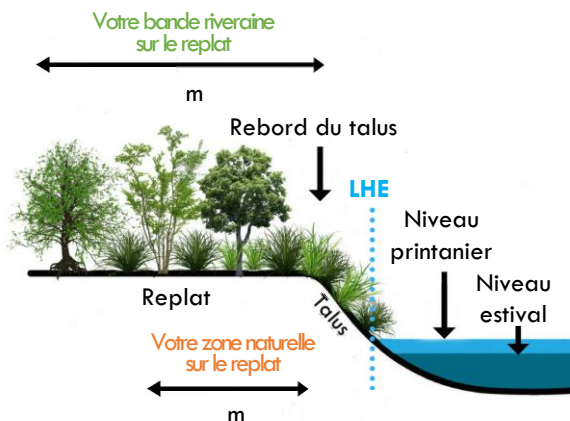 Votre bande riveraine
sur le replat
m
Rebord du talus
LHE
Niveau
printanier
Niveau
estival
Replat
Talus
Votre zone naturelle
sur le replat
m